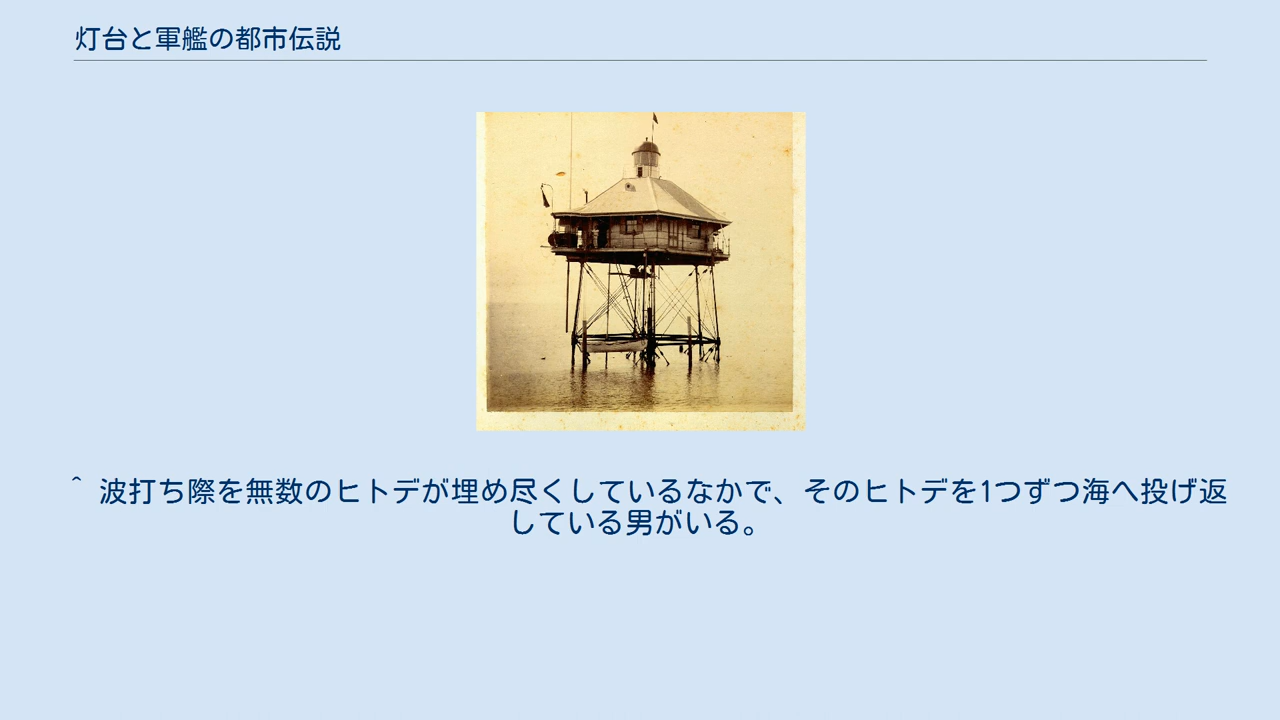 灯台と軍艦の都市伝説
^ 波打ち際を無数のヒトデが埋め尽くしているなかで、そのヒトデを1つずつ海へ投げ返
している男がいる。